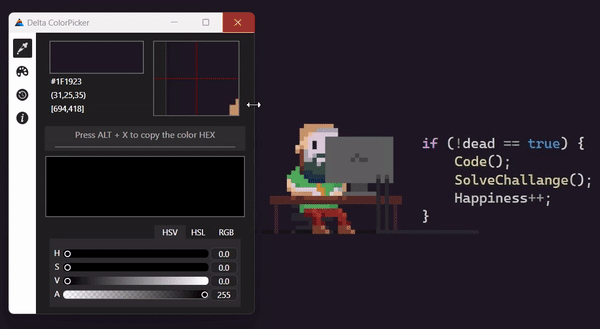 Delta ColorPicker
#1F1923
(31,25,35)
[694,418]
Press ALT + X to copy the color HEX
HSV HSL RGB
H 0.0
S 0.0
V 0.0
A 255
if (!dead == true) {
Code();
SolveChallange();
Happiness++;
}